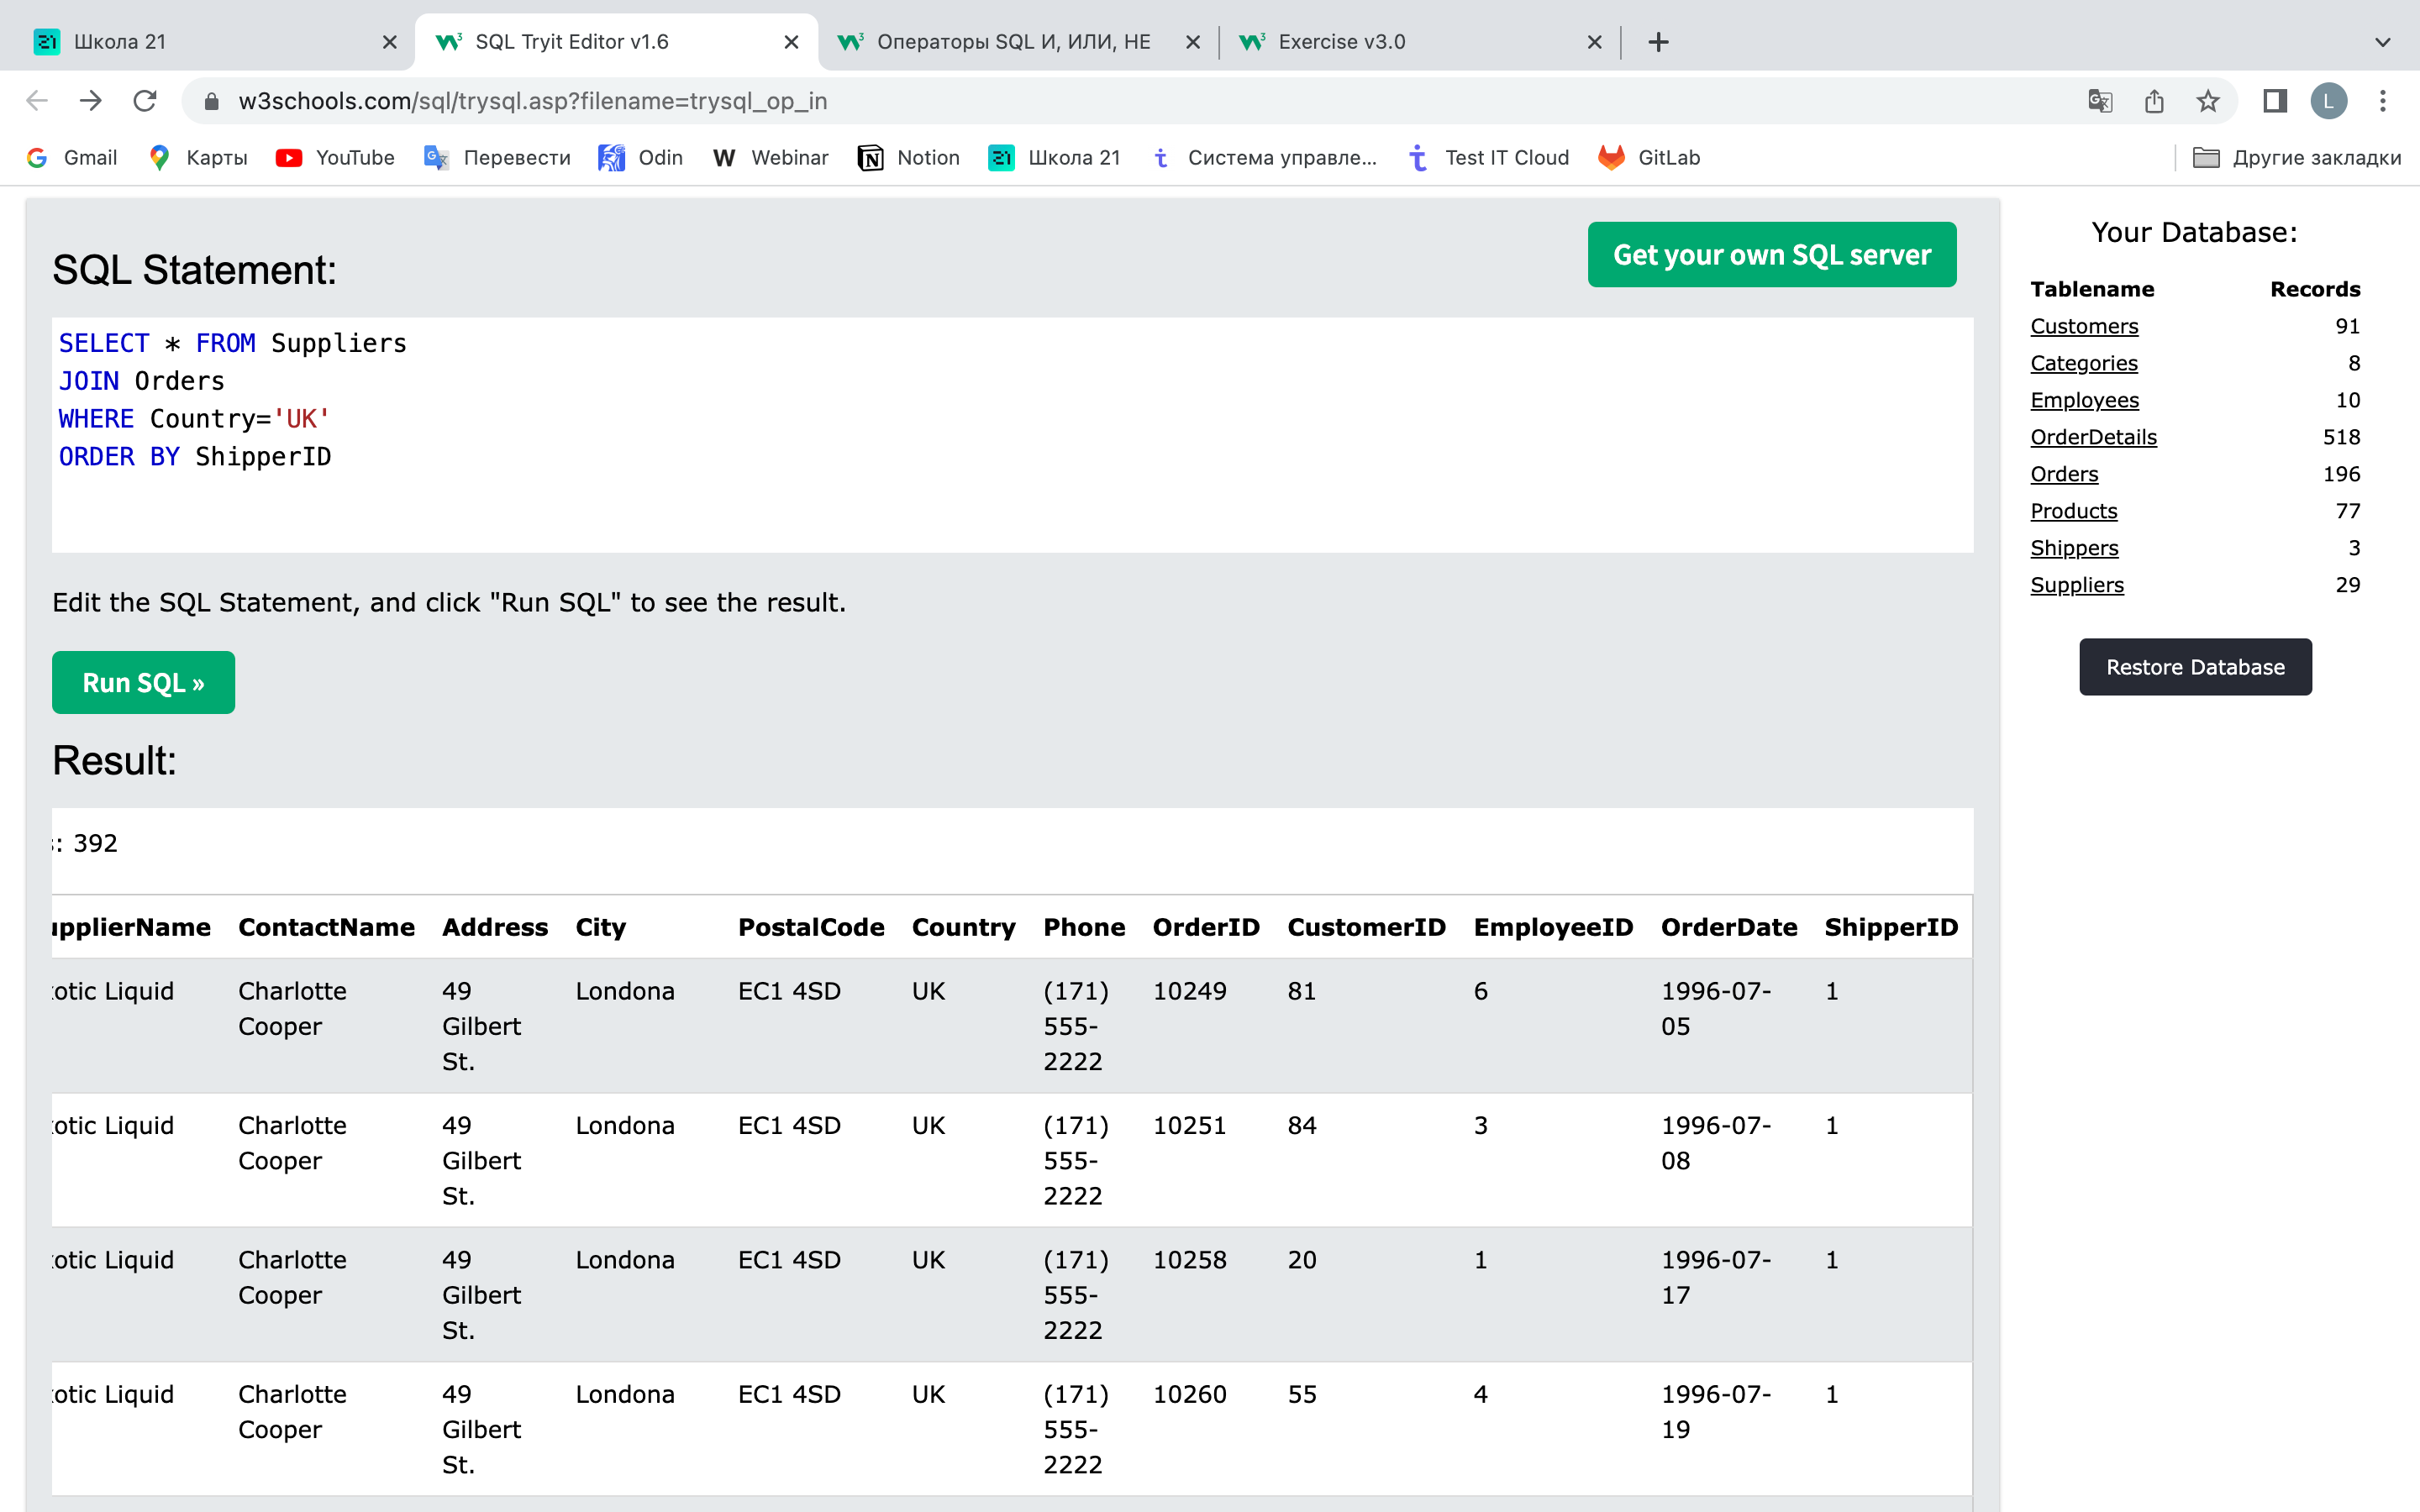 Школа 21
SQL Tryit Editor v1.6
Операторы SQL И, ИЛИ, НЕ
Exercise v3.0
w3schools.com/sql/trysql.asp?filename=trysql_op_in
L
Gmail
Карты
YouTube
Перевести
Odin
Webinar
Notion
Школа 21
Система управле...
Test IT Cloud
GitLab
Другие закладки
SQL Statement:
Get your own SQL server
SELECT * FROM Suppliers
JOIN Orders
WHERE Country='UK'
ORDER BY ShipperID
Edit the SQL Statement, and click "Run SQL" to see the result.
Run SQL »
Result:
: 392
upplierName ContactName Address City PostalCode Country Phone OrderID CustomerID EmployeeID OrderDate ShipperID
otic Liquid Charlotte 49 Londona EC1 4SD UK (171) 10249 81 6 1996-07- 1
Cooper Gilbert 555- 05
St. 2222
otic Liquid Charlotte 49 Londona EC1 4SD UK (171) 10251 84 3 1996-07- 1
Cooper Gilbert 555- 08
St. 2222
otic Liquid Charlotte 49 Londona EC1 4SD UK (171) 10258 20 1 1996-07- 1
Cooper Gilbert 555- 17
St. 2222
otic Liquid Charlotte 49 Londona EC1 4SD UK (171) 10260 55 4 1996-07- 1
Cooper Gilbert 555- 19
St. 2222
Your Database:
Tablename Records
Customers 91
Categories 8
Employees 10
OrderDetails 518
Orders 196
Products 77
Shippers 3
Suppliers 29
Restore Database